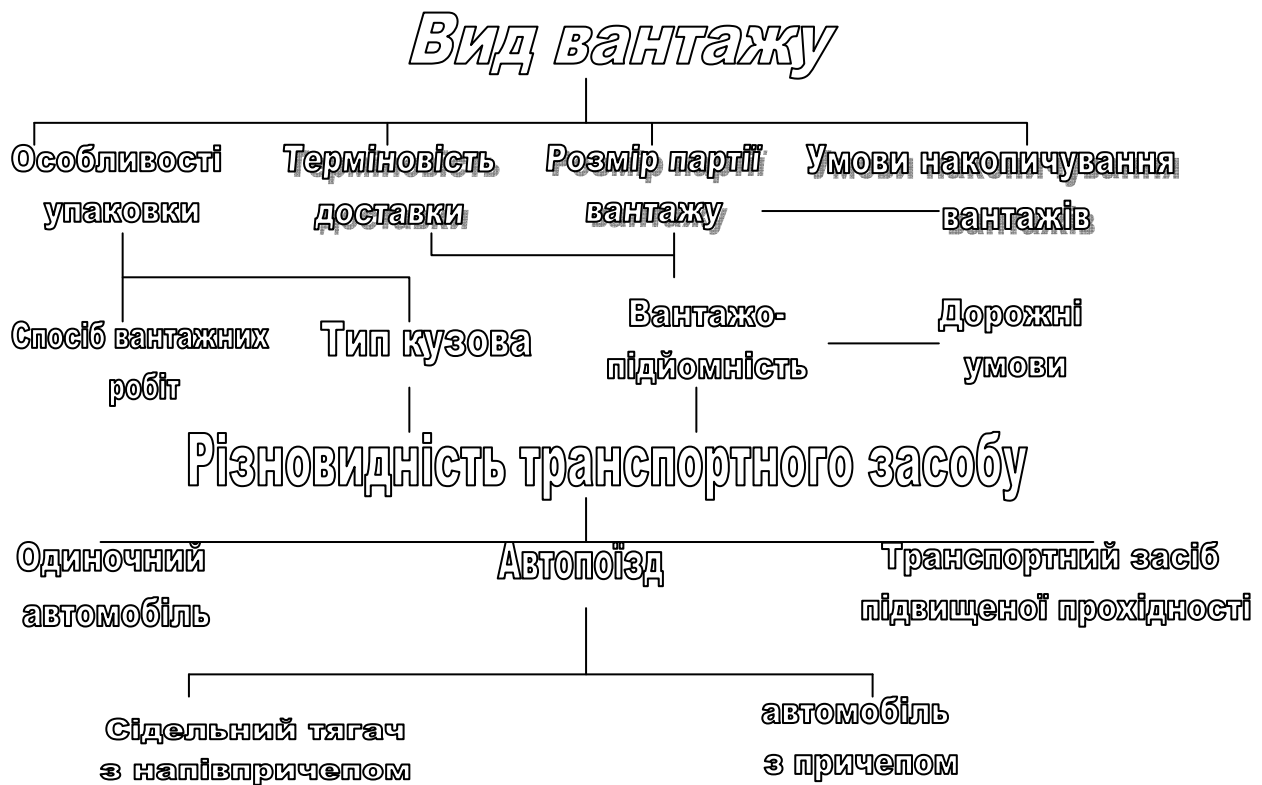 Вид вантажу
Особливості
упаковки
Терміновість
доставки
Розмір партії
вантажу
Умови накопичування
вантажів
Спосіб вантажних
робіт
Тип кузова
Вантажо-
підйомність
Дорожні
умови
Різновидність транспортного засобу
Одиночний
автомобіль
Автопоїзд
Транспортний засіб
підвищеної прохідності
Сідельний тягач
з напівпричепом
автомобіль
з причепом